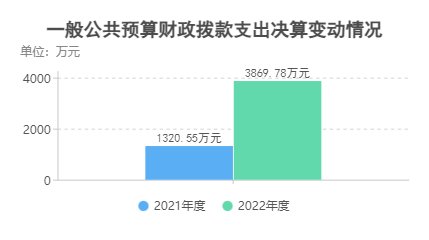 一般公共预算财政拨款支出决算变动情况
单位：万元
4000
3869.78万元
2000
1320.55万元
0
2021年度 2022年度